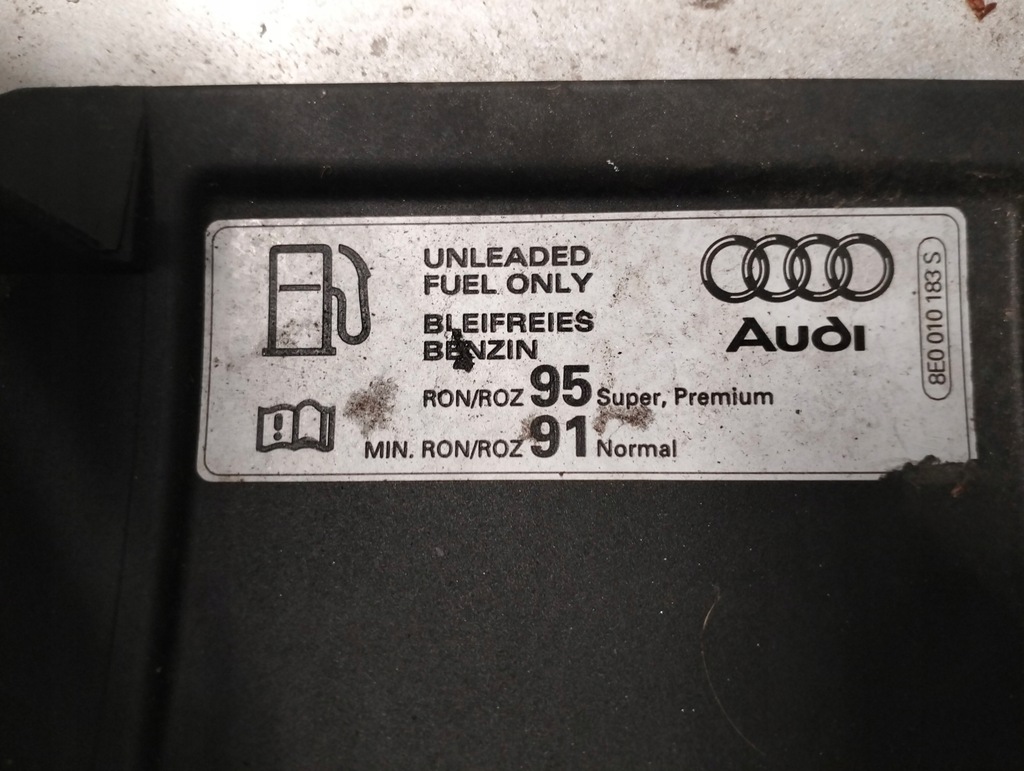 UNLEADED
FUEL ONLY
BLEIFREIES
BENZIN
RON/ROZ 95 Super, Premium
MIN. RON/ROZ 91 Normal
Audi
8E0 010 183 S